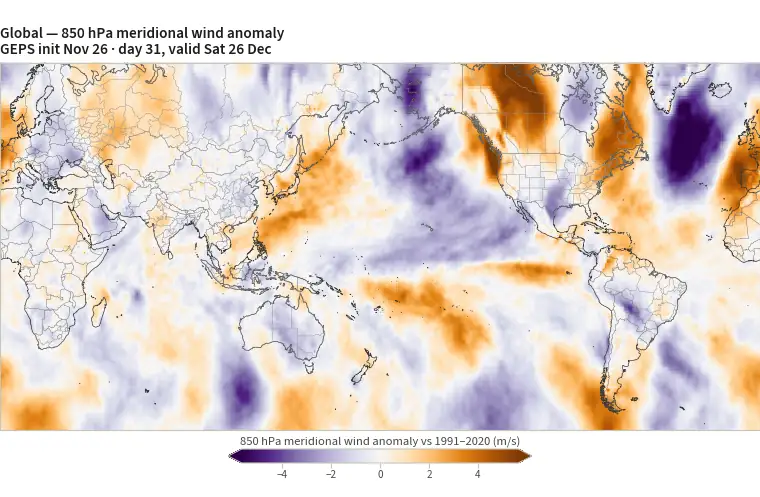 Global — 850 hPa meridional wind anomaly
GEPS init Nov 26 · day 31, valid Sat 26 Dec
850 hPa meridional wind anomaly vs 1991–2020 (m/s)
−4 −2 0 2 4